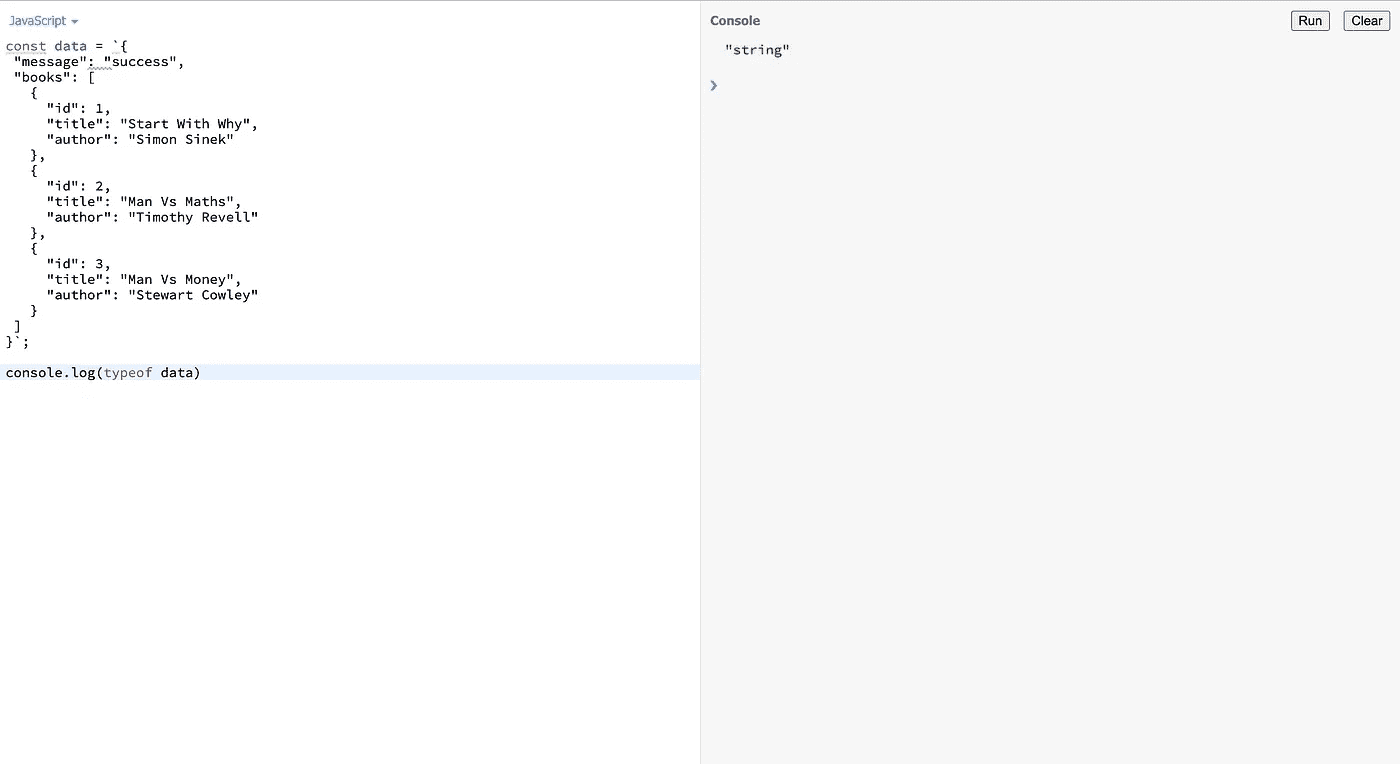 JavaScript
const data = `{
 "message": "success",
 "books": [
   {
     "id": 1,
     "title": "Start With Why",
     "author": "Simon Sinek"
   },
   {
     "id": 2,
     "title": "Man Vs Maths",
     "author": "Timothy Revell"
   },
   {
     "id": 3,
     "title": "Man Vs Money",
     "author": "Stewart Cowley"
   }
 ]
}`;
console.log(typeof data)
Console
Run
Clear
"string"